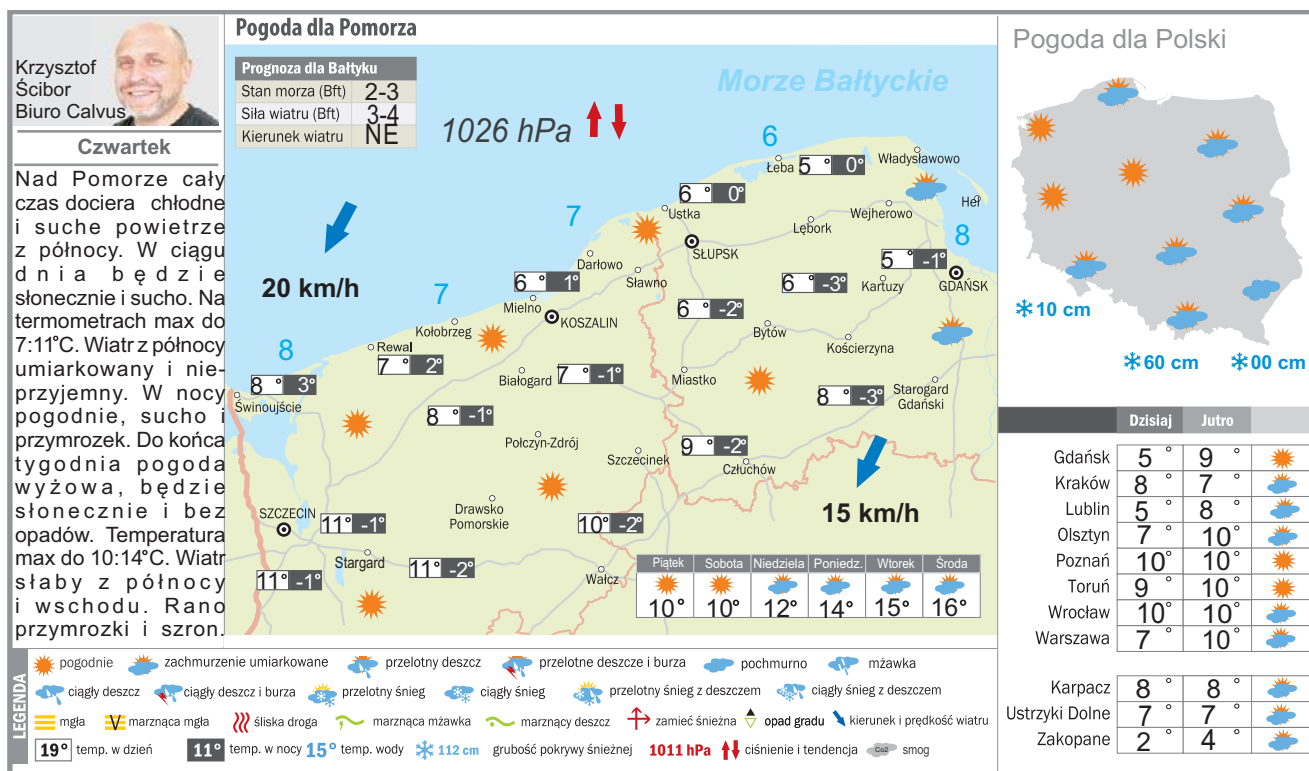 Krzysztof
Ścibor
Biuro Calvus
Czwartek
Nad Pomorze cały
czas dociera chłodne
i suche powietrze
z północy. W ciągu
dnia będzie
słonecznie i sucho. Na
termometrach max do
7:11°C. Wiatr z północy
umiarkowany i nie-
przyjemny. W nocy
pogodnie, sucho i
przymrozek. Do końca
tygodnia pogoda
wyżowa, będzie
słonecznie i bez
opadów. Temperatura
max do 10:14°C. Wiatr
słaby z północy
i wschodu. Rano
przymrozki i szron.
Pogoda dla Pomorza
Prognoza dla Bałtyku
Stan morza (Bft) 2-3
Siła wiatru (Bft) 3-4
Kierunek wiatru NE
1026 hPa
Morze Bałtyckie
6
Łeba 5° 0°
Władysławowo
Hel
6° 0°
Ustka
Wejherowo
Lębork
7
SŁUPSK
8
5° -1°
GDAŃSK
20 km/h
Darłowo
6° 1°
Sławno
6° -3°
Kartuzy
7
Mielno
KOSZALIN
6° -2°
Bytów
Kołobrzeg
Kościerzyna
8
Rewal
7° 2°
Białogard 7° -1°
Miastko
8° 3°
Świnoujście
8° -1°
8° -3°
Starogard
Gdański
Połczyn-Zdrój
Szczecinek
9° -2°
Człuchów
Drawsko
Pomorskie
15 km/h
SZCZECIN
11° -1°
10° -2°
Stargard
11° -2°
Wałcz
11° -1°
Piątek Sobota Niedziela Poniedz. Wtorek Środa
10° 10° 12° 14° 15° 16°
Pogoda dla Polski
10 cm
60 cm 00 cm
Dzisiaj Jutro
Gdańsk 5° 9°
Kraków 8° 7°
Lublin 5° 8°
Olsztyn 7° 10°
Poznań 10° 10°
Toruń 9° 10°
Wrocław 10° 10°
Warszawa 7° 10°
Karpacz 8° 8°
Ustrzyki Dolne 7° 7°
Zakopane 2° 4°
LEGENDA
pogodnie zachmurzenie umiarkowane przelotny deszcz przelotne deszcze i burza pochmurno mżawka
ciągły deszcz ciągły deszcz i burza przelotny śnieg ciągły śnieg przelotny śnieg z deszczem ciągły śnieg z deszczem
mgła marznąca mgła śliska droga marznąca mżawka marznący deszcz zamieć śnieżna opad gradu kierunek i prędkość wiatru
19° temp. w dzień 11° temp. w nocy 15° temp. wody 112 cm grubość pokrywy śnieżnej 1011 hPa ciśnienie i tendencja Co2 smog